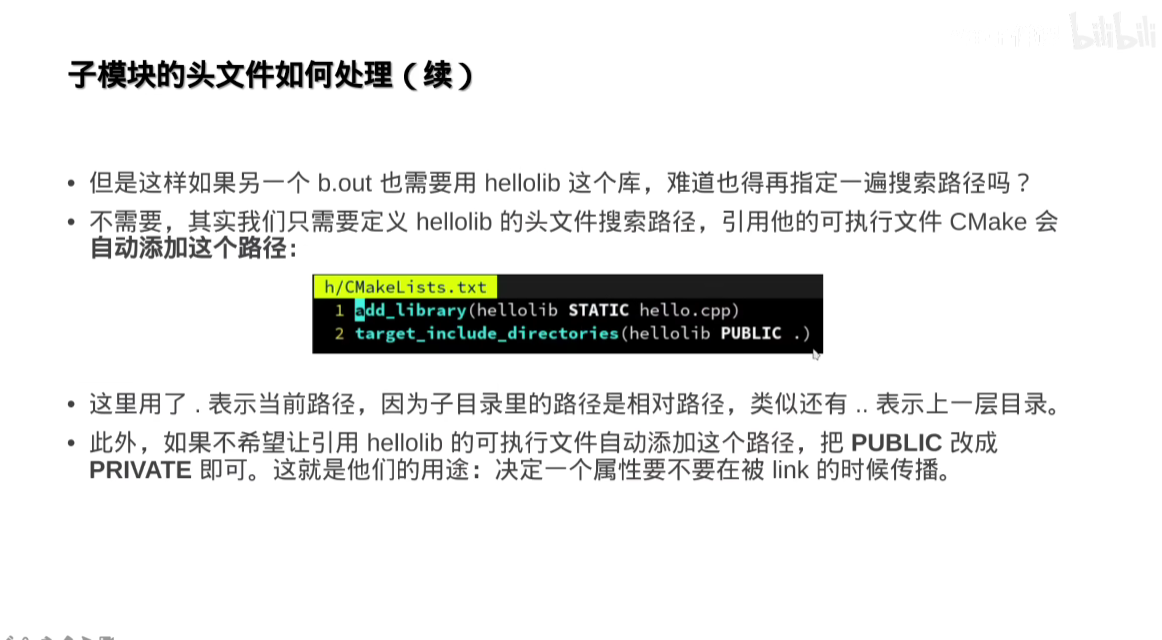 bilibili
子模块的头文件如何处理（续）
• 但是这样如果另一个 b.out 也需要用 hellolib 这个库，难道也得再指定一遍搜索路径吗？
• 不需要，其实我们只需要定义 hellolib 的头文件搜索路径，引用他的可执行文件 CMake 会
自动添加这个路径：
h/CMakeLists.txt
1 add_library(hellolib STATIC hello.cpp)
2 target_include_directories(hellolib PUBLIC .)
• 这里用了 . 表示当前路径，因为子目录里的路径是相对路径，类似还有 .. 表示上一层目录。
• 此外，如果不希望让引用 hellolib 的可执行文件自动添加这个路径，把 PUBLIC 改成
PRIVATE 即可。这就是他们的用途：决定一个属性要不要在被 link 的时候传播。